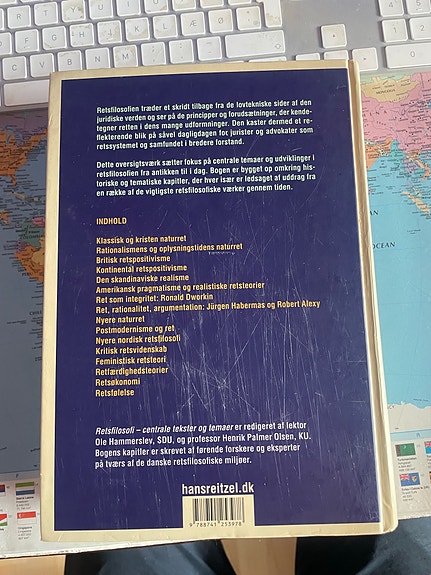 Retsfilosofien træder et skridt tilbage fra de lovtekniske sider af den
juridiske verden og ser på de principper og forudsætninger, der kende-
tegner retten i dens mange udformninger. Den kaster dermed et re-
flekterende blik på såvel dagligdagen for jurister og advokater som
retssystemet og samfundet i bredere forstand.
Dette oversigtsværk sætter fokus på centrale temaer og udviklinger i
retsfilosofien fra antikken til i dag. Bogen er bygget op omkring hi-
storiske og tematiske kapitler, der hver især er ledsaget af uddrag fra
en række af de vigtigste retsfilosofiske værker gennem tiden.
INDHOLD
Klassisk og kristen naturret
Rationalismens og oplysningstidens naturret
Britisk retspositivisme
Kontinental retspositivisme
Den skandinaviske realisme
Amerikansk pragmatisme og realistiske retsteorier
Ret som integritet: Ronald Dworkin
Ret, rationalitet, argumentation: Jürgen Habermas og Robert Alexy
Nyere naturret
Postmodernisme og ret
Nyere nordisk retsfilosofi
Kritisk retsvidenskab
Feministisk retsteori
Retfærdighedsteorier
Retsøkonomi
Retsfølelse
Retsfilosofi – centrale tekster og temaer er redigeret af lektor
Ole Hammerslev, SDU, og professor Henrik Palmer Olsen, KU.
Bogens kapitler er skrevet af førende forskere og eksperter
på tværs af de danske retsfilosofiske miljøer.
hansreitzel.dk
9 788741 253978